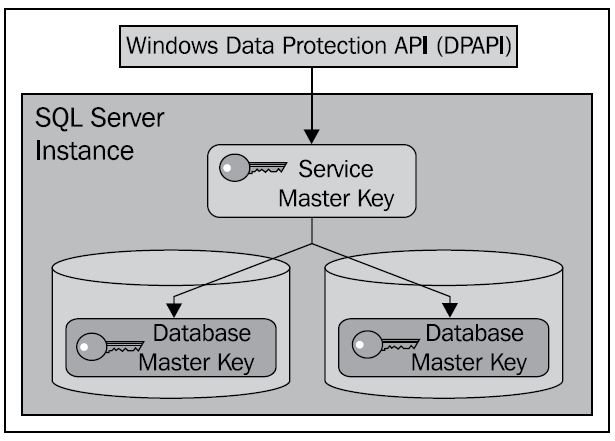 Windows Data Protection API (DPAPI)
SQL Server
Instance
Service
Master Key
Database
Master Key
Database
Master Key